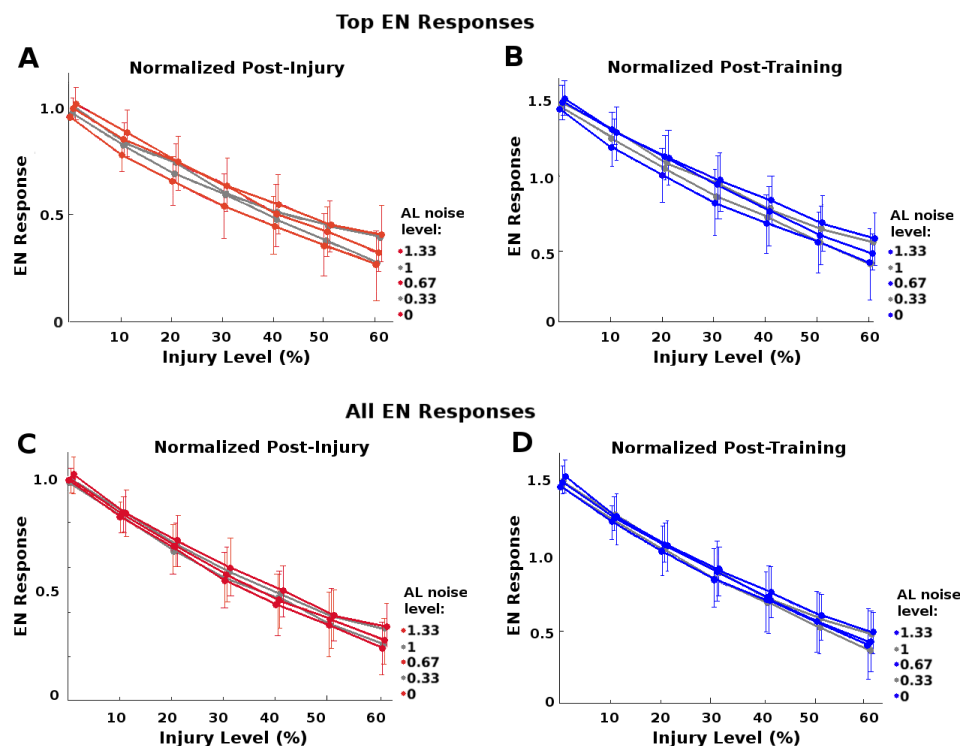 Top EN Responses
A
Normalized Post-Injury
EN Response
1.0
0.5
0
10 20 30 40 50 60
Injury Level (%)
AL noise
level:
1.33
1
0.67
0.33
0
B
Normalized Post-Training
EN Response
1.5
1.0
0.5
0
10 20 30 40 50 60
Injury Level (%)
AL noise
level:
1.33
1
0.67
0.33
0
All EN Responses
C
Normalized Post-Injury
EN Response
1.0
0.5
0
10 20 30 40 50 60
Injury Level (%)
AL noise
level:
1.33
1
0.67
0.33
0
D
Normalized Post-Training
EN Response
1.5
1.0
0.5
0
10 20 30 40 50 60
Injury Level (%)
AL noise
level:
1.33
1
0.67
0.33
0